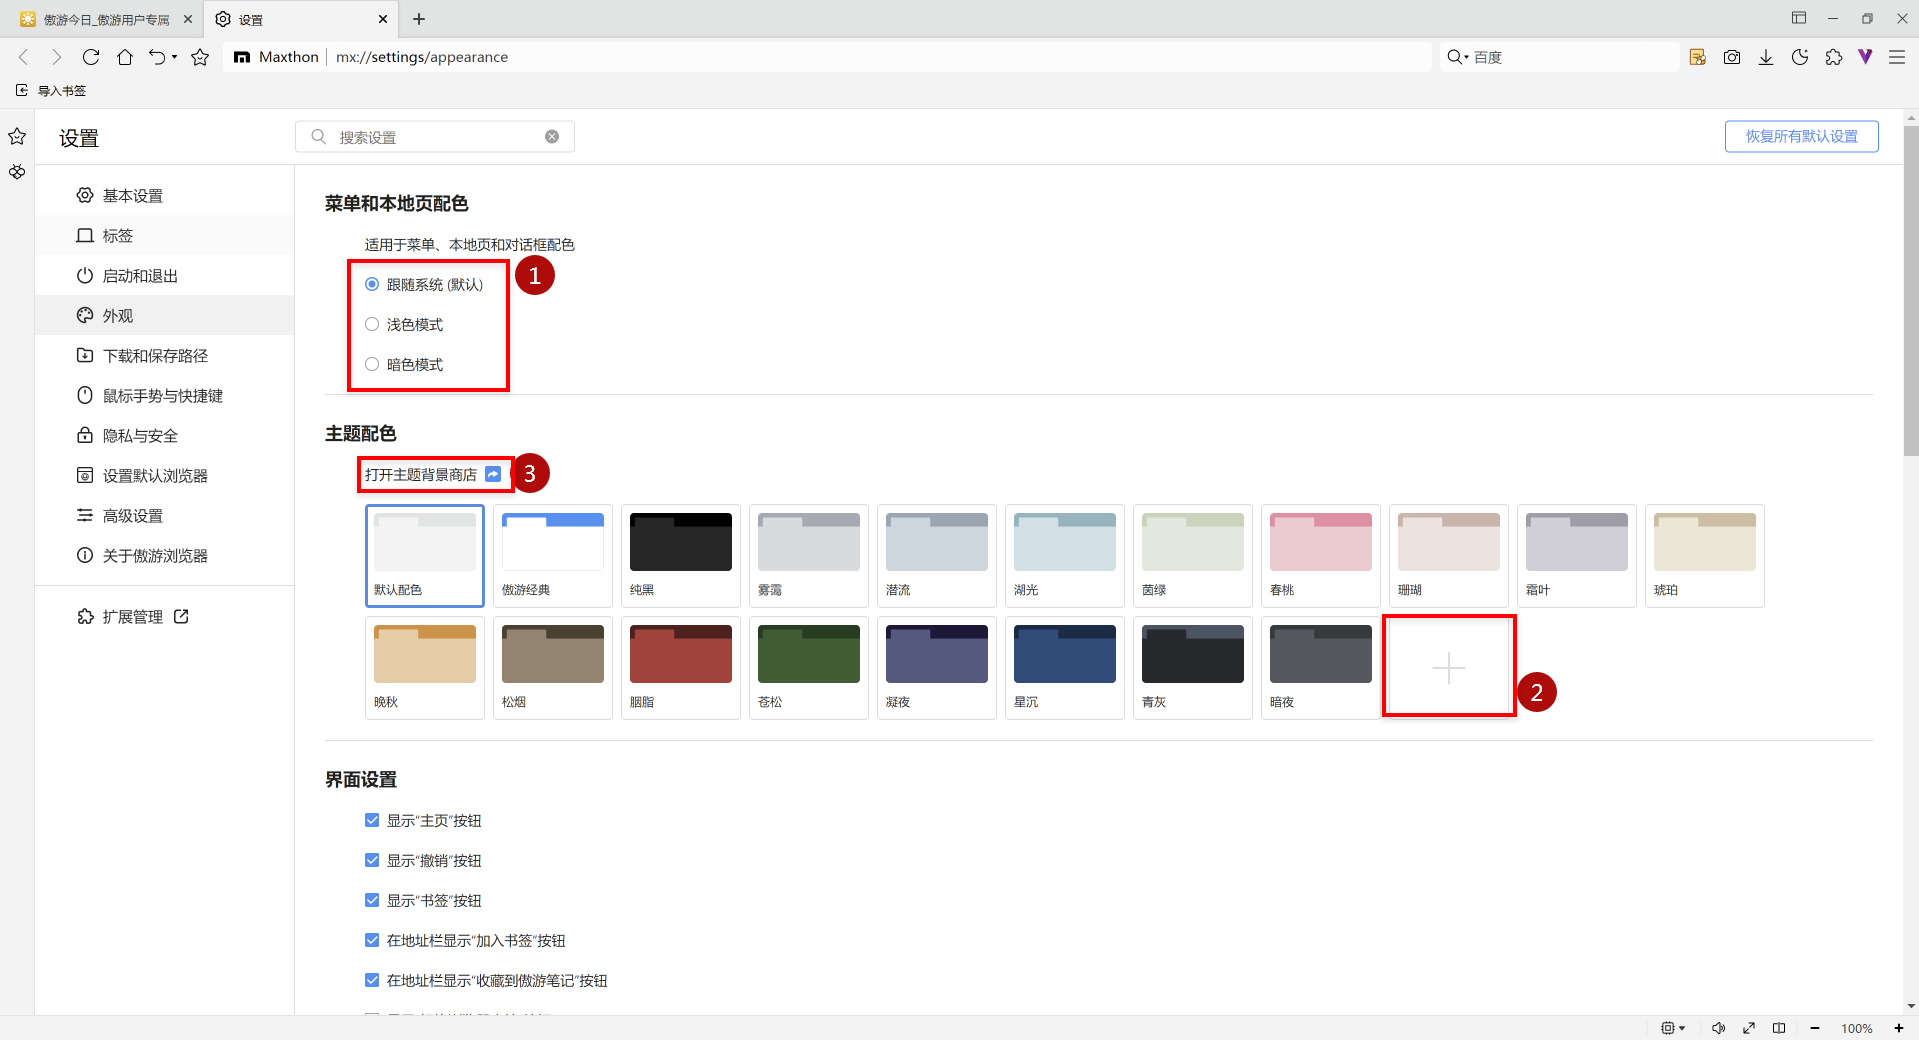 傲游今日_傲游用户专属
设置
Maxthon
mx://settings/appearance
百度
导入书签
设置
搜索设置
恢复所有默认设置
基本设置
标签
启动和退出
外观
下载和保存路径
鼠标手势与快捷键
隐私与安全
设置默认浏览器
高级设置
关于傲游浏览器
扩展管理
菜单和本地页配色
适用于菜单、本地页和对话框配色
跟随系统 (默认)
浅色模式
暗色模式
1
主题配色
打开主题背景商店
3
默认配色
傲游经典
纯黑
雾霭
潜流
湖光
茵绿
春桃
珊瑚
霜叶
琥珀
晚秋
松烟
胭脂
苍松
凝夜
星沉
青灰
暗夜
2
界面设置
显示“主页”按钮
显示“撤销”按钮
显示“书签”按钮
在地址栏显示“加入书签”按钮
在地址栏显示“收藏到傲游笔记”按钮
100%